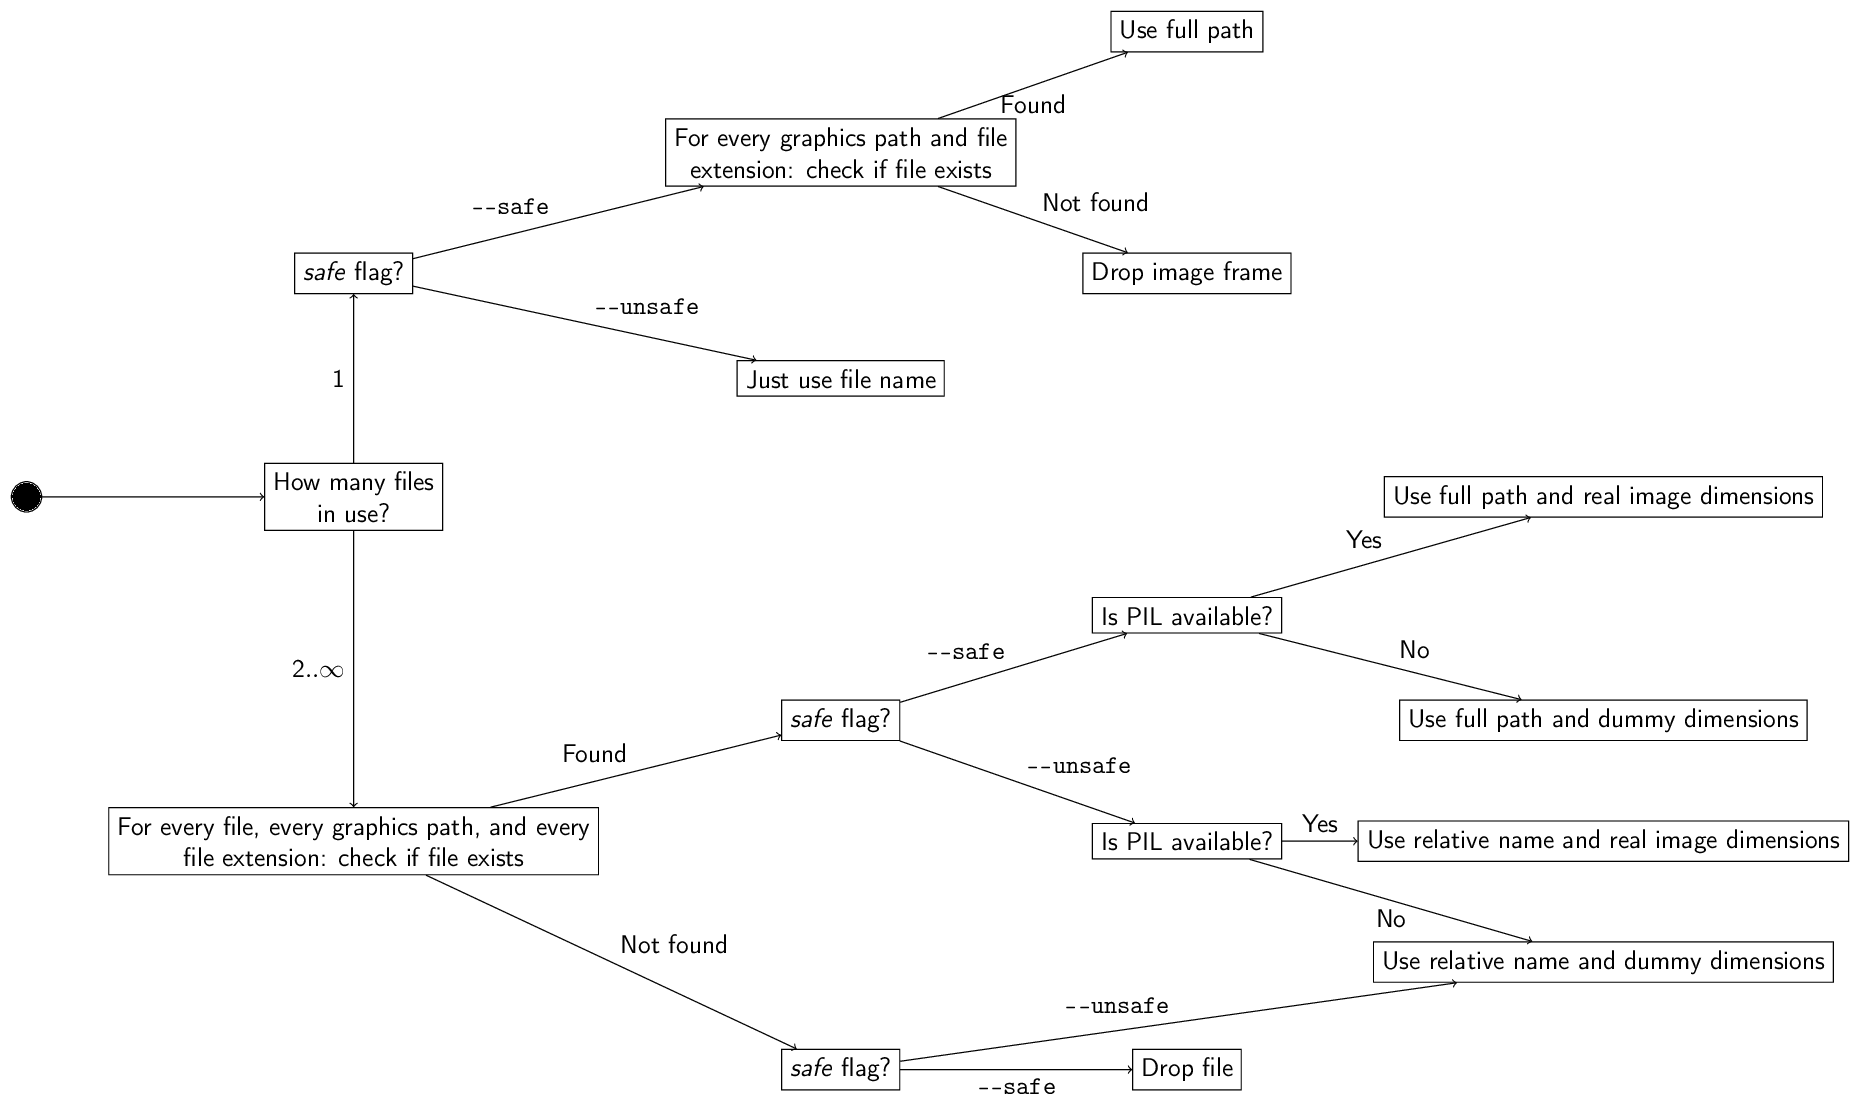 Use full path
Found
For every graphics path and file
extension: check if file exists
--safe
Not found
safe flag?
Drop image frame
--unsafe
1
Just use file name
How many files
in use?
Use full path and real image dimensions
Yes
Is PIL available?
--safe
No
2..∞
safe flag?
Use full path and dummy dimensions
Found
--unsafe
For every file, every graphics path, and every
file extension: check if file exists
Is PIL available?
Yes
Use relative name and real image dimensions
No
Not found
Use relative name and dummy dimensions
--unsafe
safe flag?
--safe
Drop file